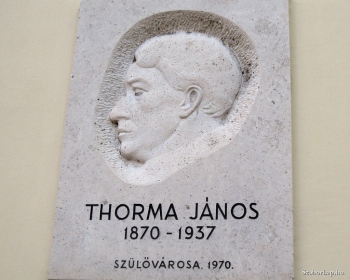 THORMA JÁNOS
1870 - 1937
SZÜLŐVÁROSA. 1970.